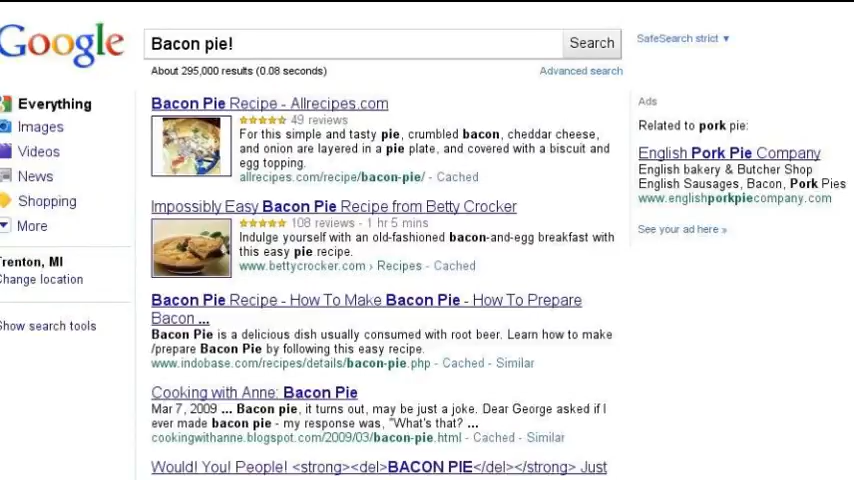 Google
Bacon pie!
Search
SafeSearch strict ▼
About 295,000 results (0.08 seconds)
Advanced search
Everything
Images
Videos
News
Shopping
More
Trenton, MI
Change location
Show search tools
Bacon Pie Recipe - Allrecipes.com
49 reviews
For this simple and tasty pie, crumbled bacon, cheddar cheese,
and onion are layered in a pie plate, and covered with a biscuit and
egg topping.
allrecipes.com/recipe/bacon-pie/ - Cached
Impossibly Easy Bacon Pie Recipe from Betty Crocker
108 reviews - 1 hr 5 mins
Indulge yourself with an old-fashioned bacon-and-egg breakfast with
this easy pie recipe.
www.bettycrocker.com › Recipes - Cached
Bacon Pie Recipe - How To Make Bacon Pie - How To Prepare
Bacon ...
Bacon Pie is a delicious dish usually consumed with root beer. Learn how to make
/prepare Bacon Pie by following this easy recipe.
www.indobase.com/recipes/details/bacon-pie.php - Cached - Similar
Cooking with Anne: Bacon Pie
Mar 7, 2009 ... Bacon pie, it turns out, may be just a joke. Dear George asked if I
ever made bacon pie - my response was, "What's that? ...
cookingwithanne.blogspot.com/2009/03/bacon-pie.html - Cached - Similar
Would! You! People! <strong><del>BACON PIE</del></strong> Just
Ads
Related to pork pie:
English Pork Pie Company
English bakery & Butcher Shop
English Sausages, Bacon, Pork Pies
www.englishporkpiecompany.com
See your ad here »